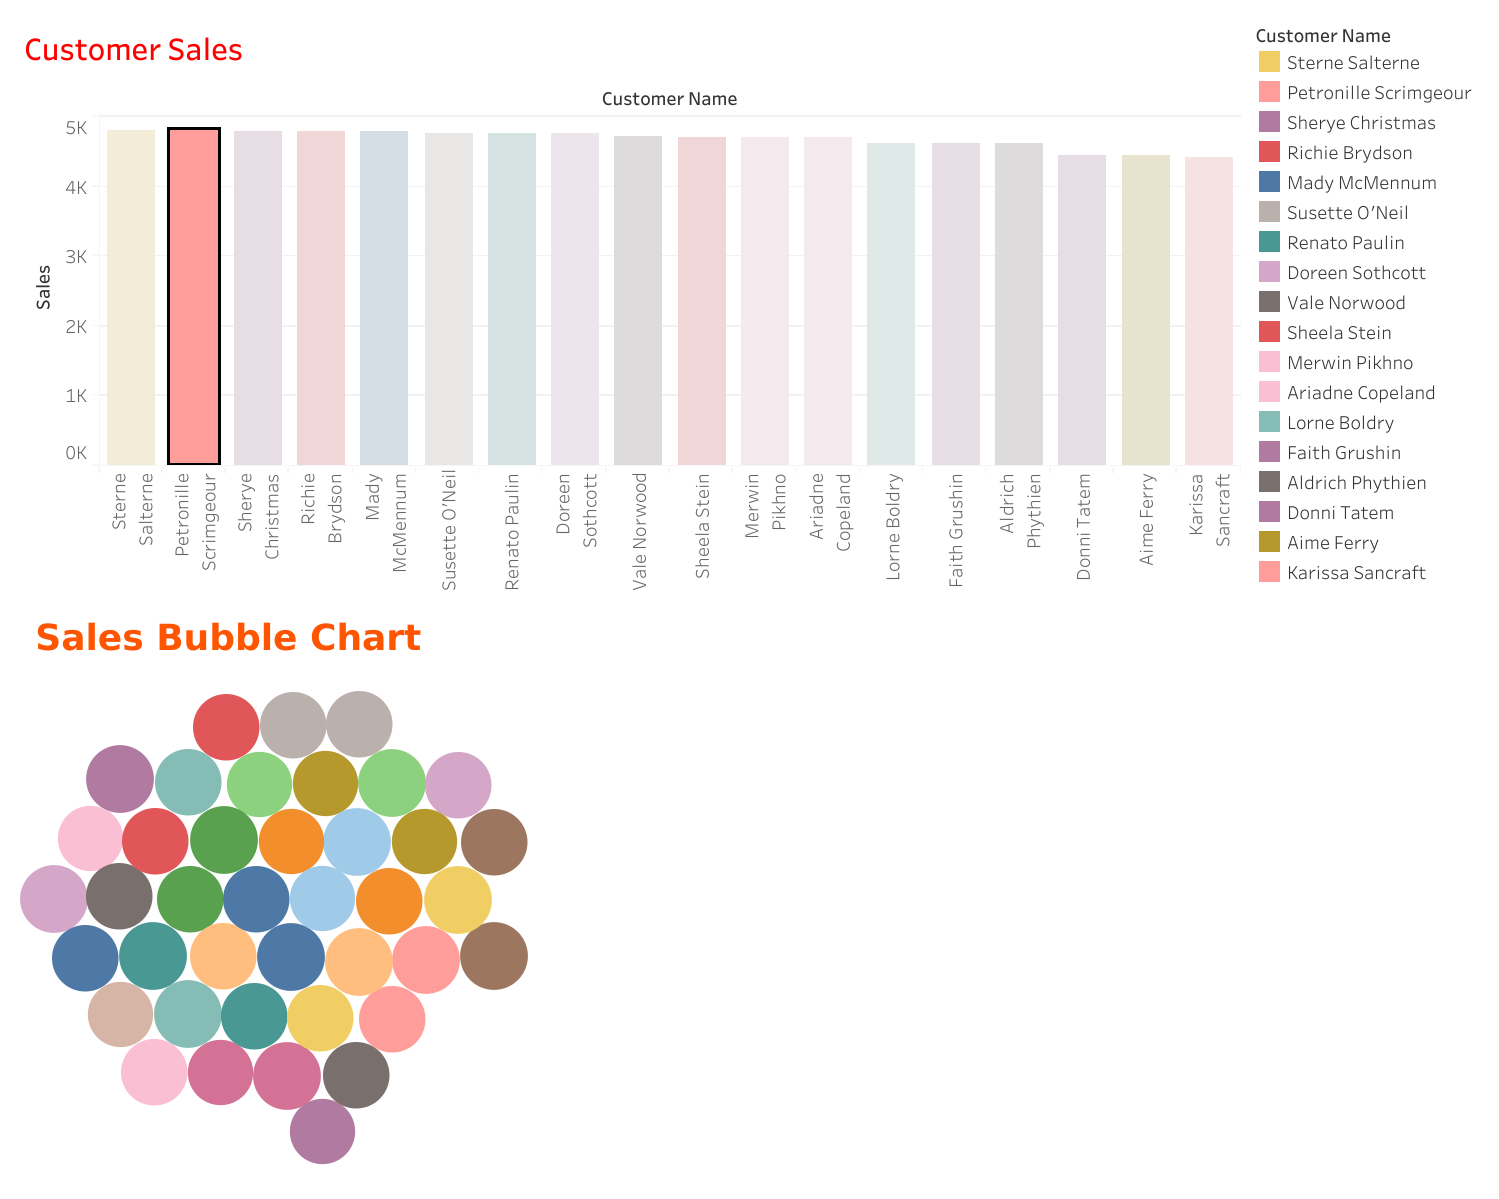 Customer Sales
Customer Name
5K
4K
3K
2K
1K
0K
Sales
Sterne
Salterne
Petronille
Scrimgeour
Sherye
Christmas
Richie
Brydson
Mady
McMennum
Susette O'Neil
Renato Paulin
Doreen
Sothcott
Vale Norwood
Sheela Stein
Merwin
Pikhno
Ariadne
Copeland
Lorne Boldry
Faith Grushin
Aldrich
Phythien
Donni Tatem
Aime Ferry
Karissa
Sancraft
Customer Name
Sterne Salterne
Petronille Scrimgeour
Sherye Christmas
Richie Brydson
Mady McMennum
Susette O'Neil
Renato Paulin
Doreen Sothcott
Vale Norwood
Sheela Stein
Merwin Pikhno
Ariadne Copeland
Lorne Boldry
Faith Grushin
Aldrich Phythien
Donni Tatem
Aime Ferry
Karissa Sancraft
Sales Bubble Chart